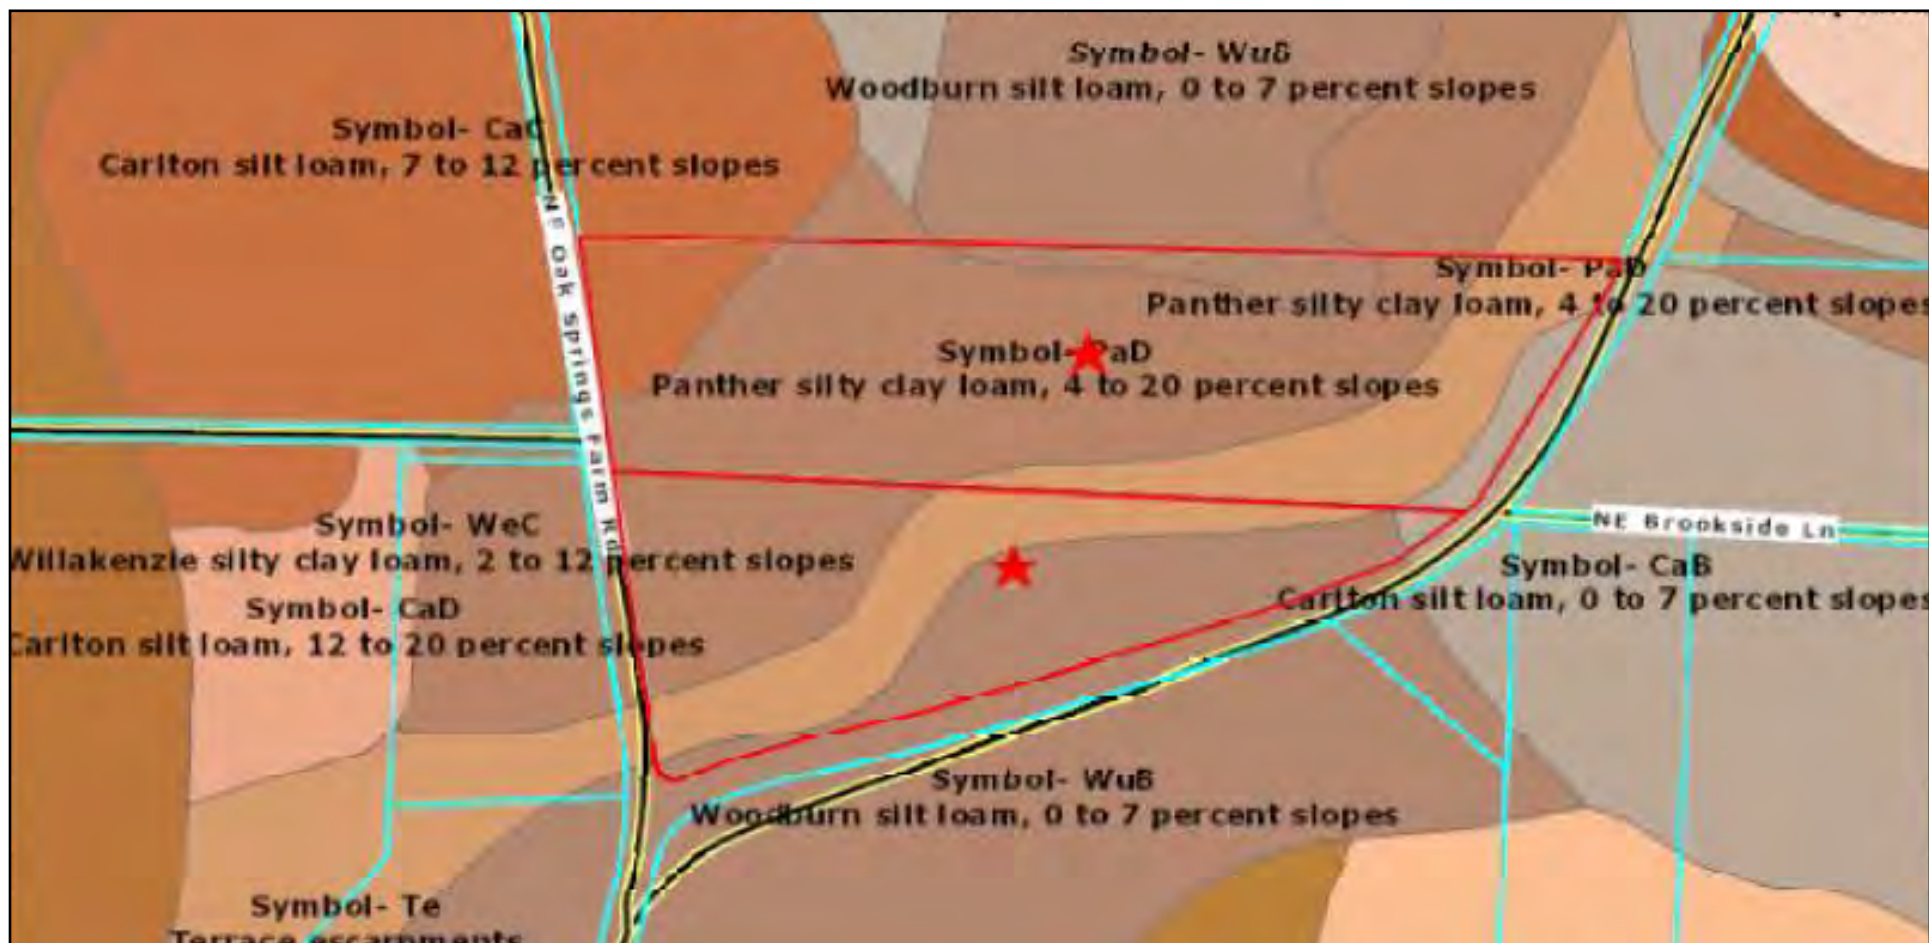 Symbol- WuB
Woodburn silt loam, 0 to 7 percent slopes
Symbol- CaC
Carlton silt loam, 7 to 12 percent slopes
NE Oak Springs Farm Rd
Symbol- PaD
Panther silty clay loam, 4 to 20 percent slopes
Symbol- PaD
Panther silty clay loam, 4 to 20 percent slopes
Symbol- WeC
Willakenzie silty clay loam, 2 to 12 percent slopes
NE Brookside Ln
Symbol- CaB
Carlton silt loam, 0 to 7 percent slopes
Symbol- CaD
Carlton silt loam, 12 to 20 percent slopes
Symbol- WuB
Woodburn silt loam, 0 to 7 percent slopes
Symbol- Te
Terrace escarpments